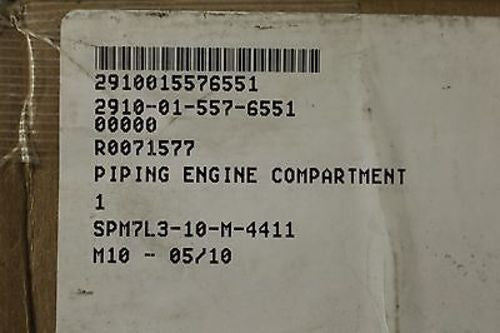 2910015576551
2910-01-557-6551
00000
R0071577
PIPING ENGINE COMPARTMENT
1
SPM7L3-10-M-4411
M10 - 05/10